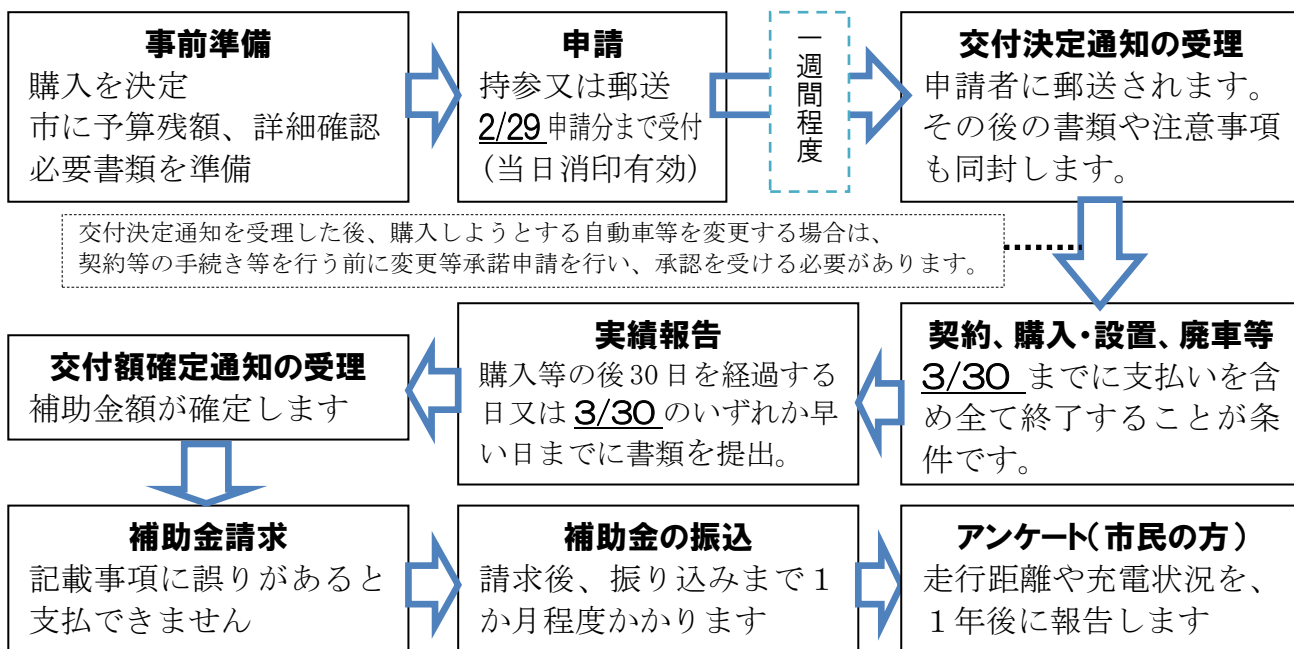 事前準備
購入を決定
市に予算残額、詳細確認
必要書類を準備
申請
持参又は郵送
2/29 申請分まで受付
(当日消印有効)
一週間程度
交付決定通知の受理
申請者に郵送されます。
その後の書類や注意事項
も同封します。
交付決定通知を受理した後、購入しようとする自動車等を変更する場合は、
契約等の手続き等を行う前に変更等承諾申請を行い、承認を受ける必要があります。
契約、購入・設置、廃車等
3/30 までに支払いを含
め全て終了することが条
件です。
実績報告
購入等の後30日を経過する
日又は 3/30 のいずれか早
い日までに書類を提出。
交付額確定通知の受理
補助金額が確定します
補助金請求
記載事項に誤りがあると
支払できません
補助金の振込
請求後、振り込みまで1
か月程度かかります
アンケート(市民の方)
走行距離や充電状況を、
1年後に報告します